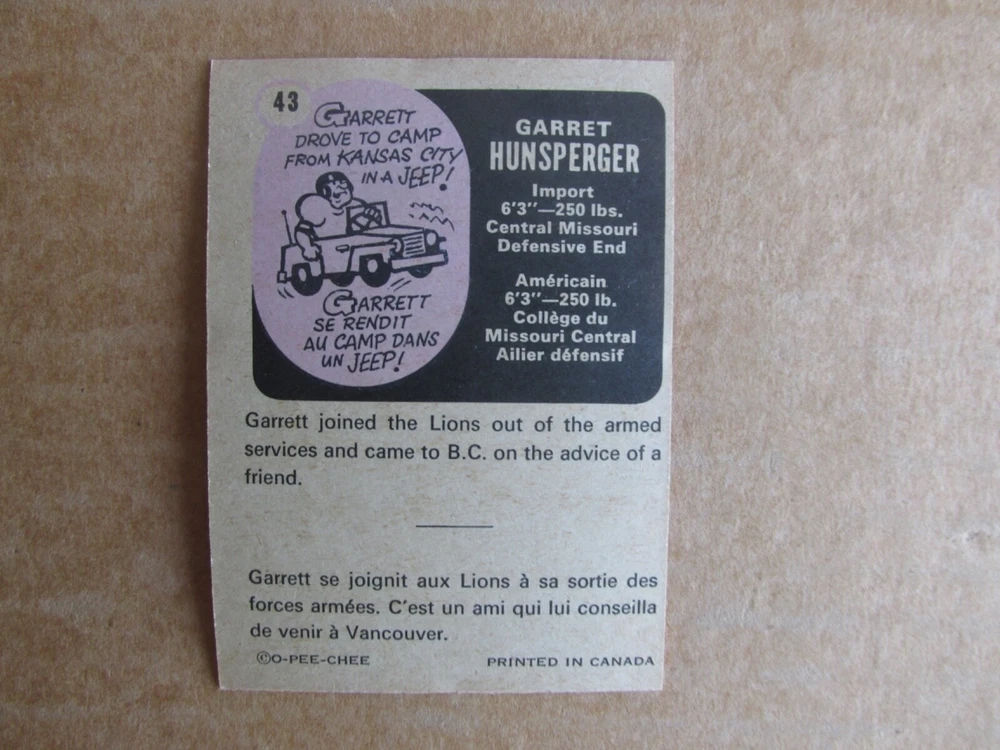 43
GARRETT
DROVE TO CAMP
FROM KANSAS CITY
IN A JEEP!
GARRETT
SE RENDIT
AU CAMP DANS
UN JEEP!
GARRET
HUNSPERGER
Import
6'3"—250 lbs.
Central Missouri
Defensive End
Américain
6'3"—250 lb.
Collège du
Missouri Central
Ailier défensif
Garrett joined the Lions out of the armed
services and came to B.C. on the advice of a
friend.
Garrett se joignit aux Lions à sa sortie des
forces armées. C'est un ami qui lui conseilla
de venir à Vancouver.
©O-PEE-CHEE PRINTED IN CANADA